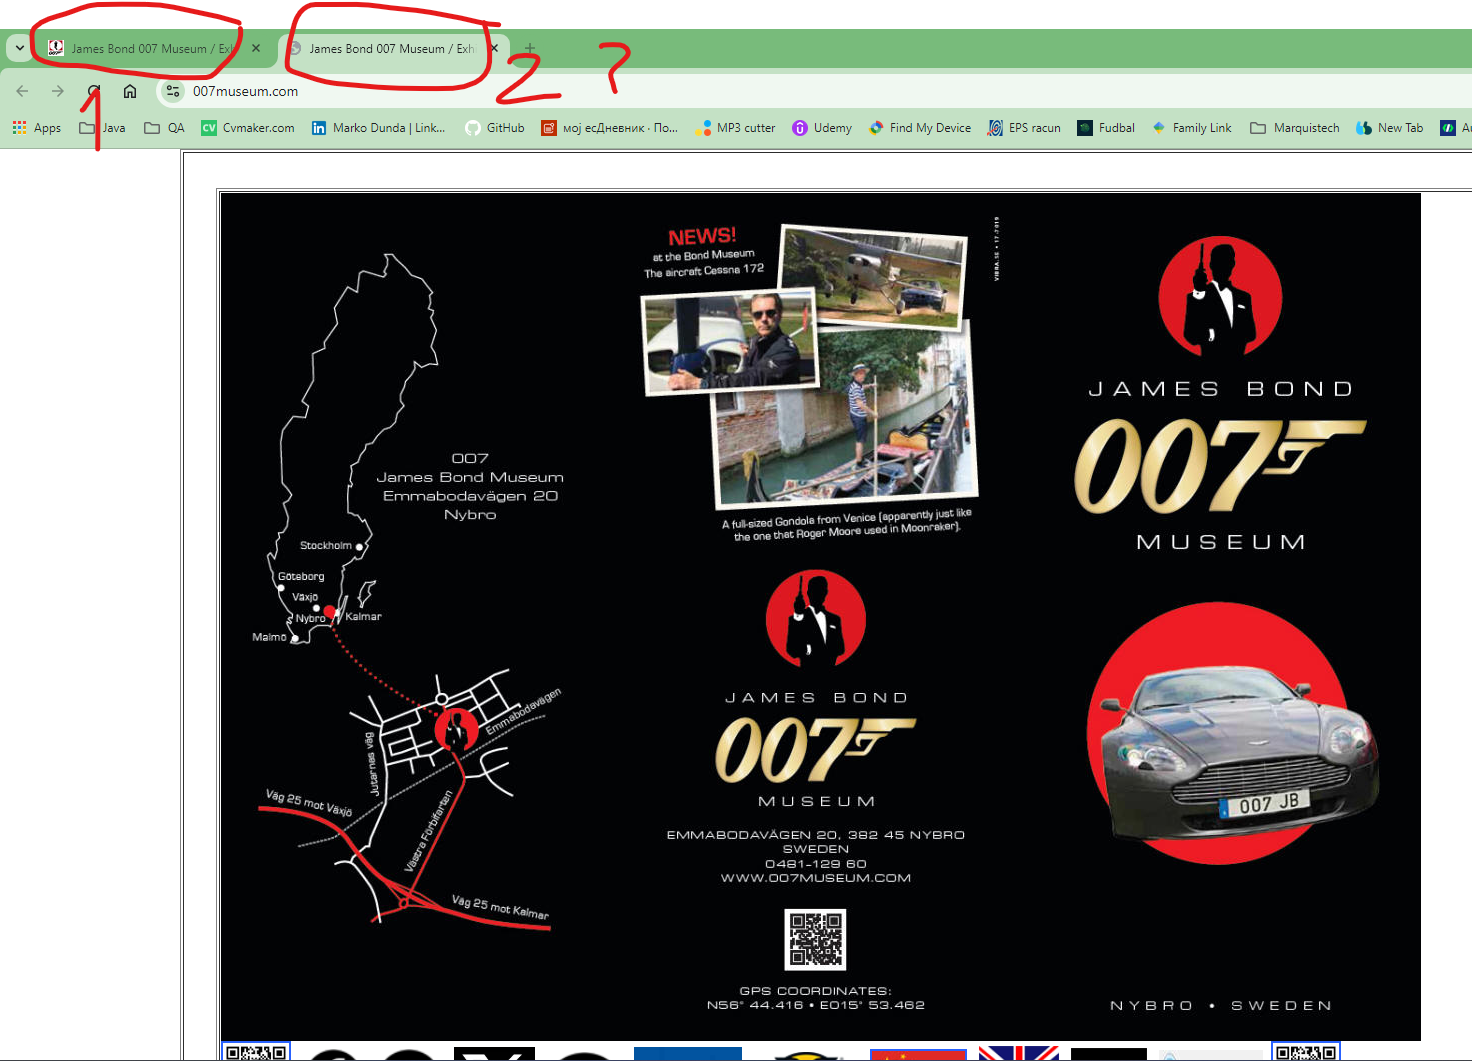 James Bond 007 Museum / Exh
James Bond 007 Museum / Exh
1
2 ?
007museum.com
Apps
Java
QA
Cvmaker.com
Marko Dunda | Link...
GitHub
мој есДневник · По...
MP3 cutter
Udemy
Find My Device
EPS racun
Fudbal
Family Link
Marquistech
New Tab
007
James Bond Museum
Emmabodavägen 20
Nybro
Stockholm
Göteborg
Växjö
Nybro
Kalmar
Malmö
Emmabodavägen
Jutarnas väg
Väg 25 mot Växjö
Västra Förbifarten
Väg 25 mot Kalmar
NEWS!
at the Bond Museum
The aircraft Cessna 172
A full-sized Gondola from Venice (apparently just like
the one that Roger Moore used in Moonraker).
JAMES BOND
007
MUSEUM
EMMABODAVÄGEN 20, 382 45 NYBRO
SWEDEN
0481-129 60
WWW.007MUSEUM.COM
GPS COORDINATES:
N56° 44.416 • E015° 53.462
VIBRA.SE • 17-2019
JAMES BOND
007
MUSEUM
007 JB
NYBRO • SWEDEN